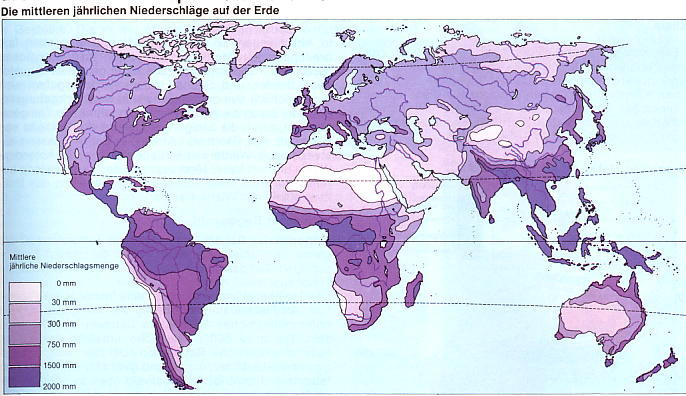 Die mittleren jährlichen Niederschläge auf der Erde
Mittlere
jährliche Niederschlagsmenge
0 mm
30 mm
300 mm
750 mm
1500 mm
2000 mm